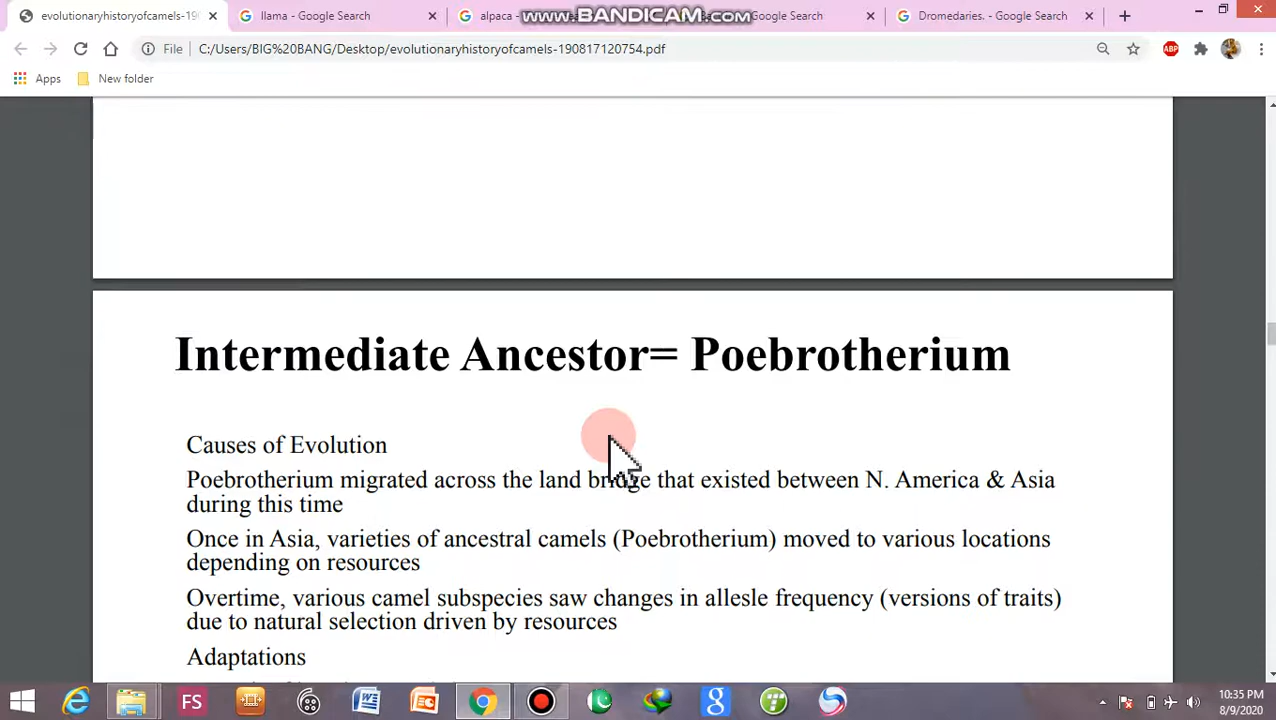 evolutionaryhistoryofcamels-190
llama - Google Search
alpaca -
www.BANDICAM.com
Google Search
Dromedaries. - Google Search
File
C:/Users/BIG%20BANG/Desktop/evolutionaryhistoryofcamels-190817120754.pdf
ABP
Apps
New folder
Intermediate Ancestor= Poebrotherium
Causes of Evolution
Poebrotherium migrated across the land bridge that existed between N. America & Asia
during this time
Once in Asia, varieties of ancestral camels (Poebrotherium) moved to various locations
depending on resources
Overtime, various camel subspecies saw changes in allesle frequency (versions of traits)
due to natural selection driven by resources
Adaptations
FS
10:35 PM
8/9/2020